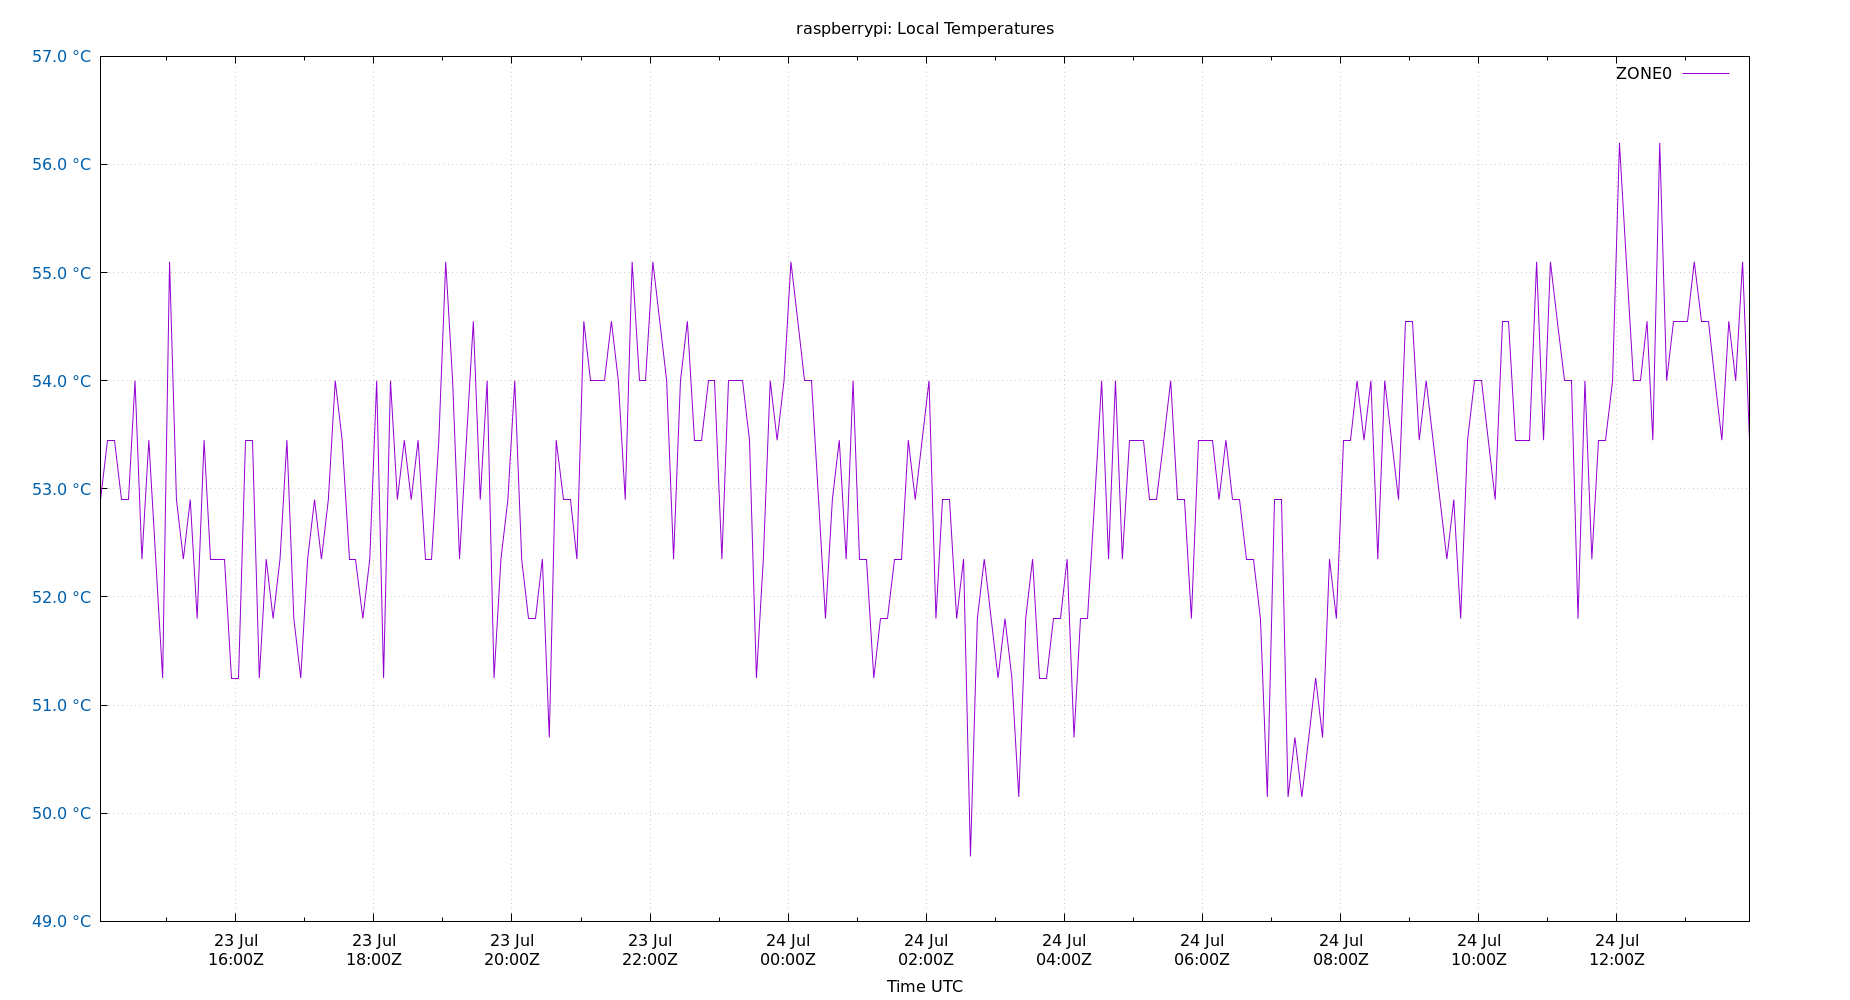 raspberrypi: Local Temperatures
57.0 °C
ZONE0
56.0 °C
55.0 °C
54.0 °C
53.0 °C
52.0 °C
51.0 °C
50.0 °C
49.0 °C
23 Jul 23 Jul 23 Jul 23 Jul 24 Jul 24 Jul 24 Jul 24 Jul 24 Jul 24 Jul 24 Jul
16:00Z 18:00Z 20:00Z 22:00Z 00:00Z 02:00Z 04:00Z 06:00Z 08:00Z 10:00Z 12:00Z
Time UTC